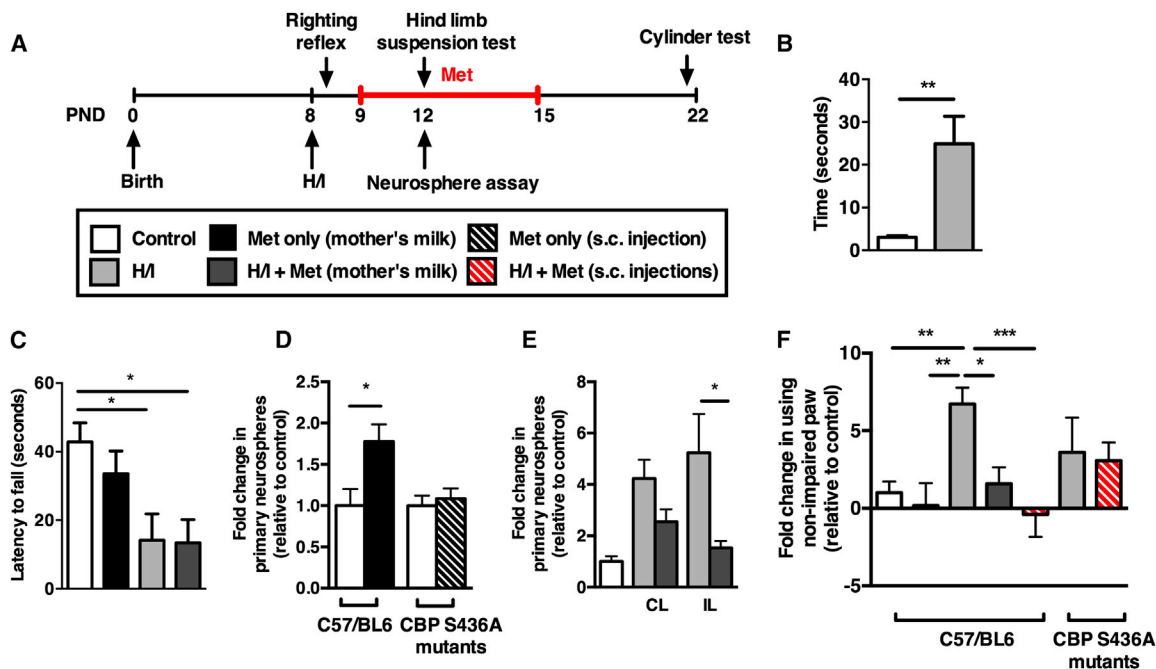 A
Righting
reflex
Hind limb
suspension test
Cylinder test
Met
PND
0
8
9
12
15
22
Birth
H/I
Neurosphere assay
Control
Met only (mother's milk)
Met only (s.c. injection)
H/I
H/I + Met (mother's milk)
H/I + Met (s.c. injections)
B
Time (seconds)
40
30
20
10
0
**
C
Latency to fall (seconds)
60
40
20
0
*
*
D
Fold change in
primary neurospheres
(relative to control)
2.5
2.0
1.5
1.0
0.5
0.0
*
C57/BL6
CBP S436A
mutants
E
Fold change in
primary neurospheres
(relative to control)
8
6
4
2
0
*
CL
IL
F
Fold change in using
non-impaired paw
(relative to control)
10
5
0
-5
**
***
**
*
C57/BL6
CBP S436A
mutants